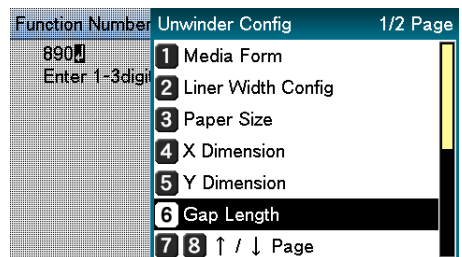 Function Number
890
Enter 1-3digi
Unwinder Config 1/2 Page
1 Media Form
2 Liner Width Config
3 Paper Size
4 X Dimension
5 Y Dimension
6 Gap Length
7 8 ↑ / ↓ Page